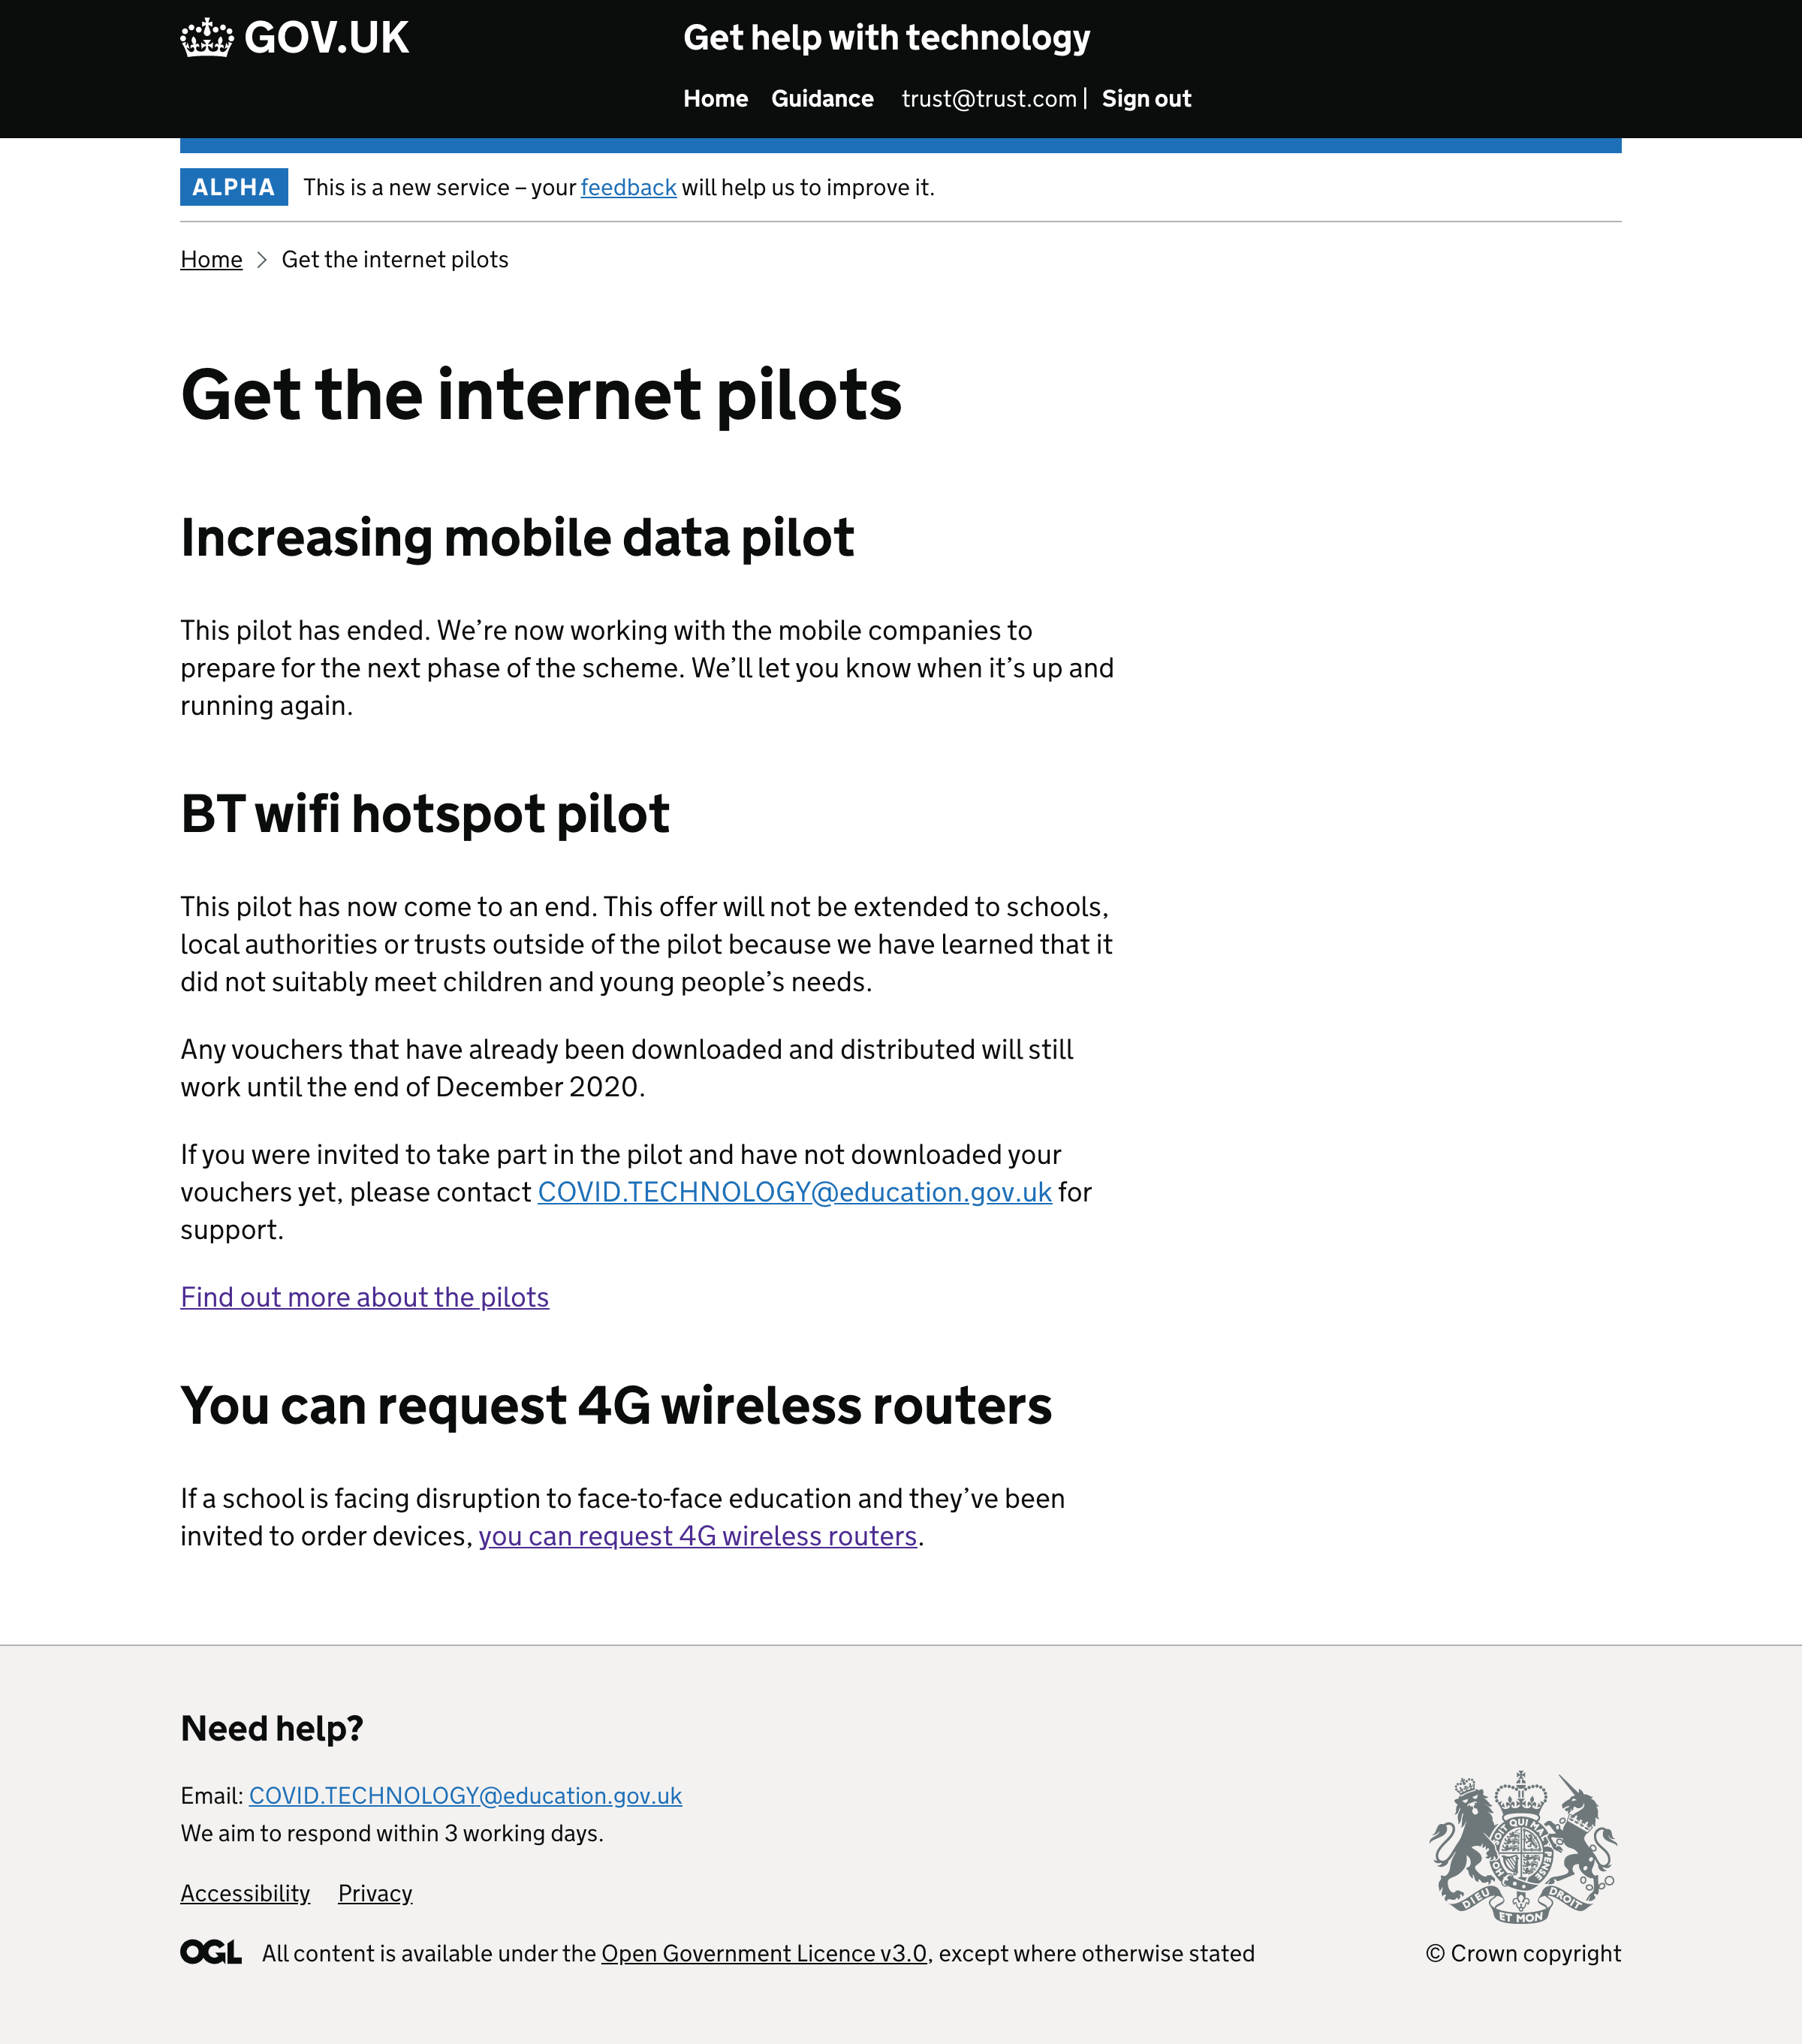 GOV.UK
Get help with technology
Home Guidance trust@trust.com | Sign out
ALPHA This is a new service – your feedback will help us to improve it.
Home > Get the internet pilots
Get the internet pilots
Increasing mobile data pilot
This pilot has ended. We’re now working with the mobile companies to
prepare for the next phase of the scheme. We’ll let you know when it’s up and
running again.
BT wifi hotspot pilot
This pilot has now come to an end. This offer will not be extended to schools,
local authorities or trusts outside of the pilot because we have learned that it
did not suitably meet children and young people’s needs.
Any vouchers that have already been downloaded and distributed will still
work until the end of December 2020.
If you were invited to take part in the pilot and have not downloaded your
vouchers yet, please contact COVID.TECHNOLOGY@education.gov.uk for
support.
Find out more about the pilots
You can request 4G wireless routers
If a school is facing disruption to face-to-face education and they’ve been
invited to order devices, you can request 4G wireless routers.
Need help?
Email: COVID.TECHNOLOGY@education.gov.uk
We aim to respond within 3 working days.
Accessibility Privacy
OGL All content is available under the Open Government Licence v3.0, except where otherwise stated
DIEU ET MON DROIT
© Crown copyright